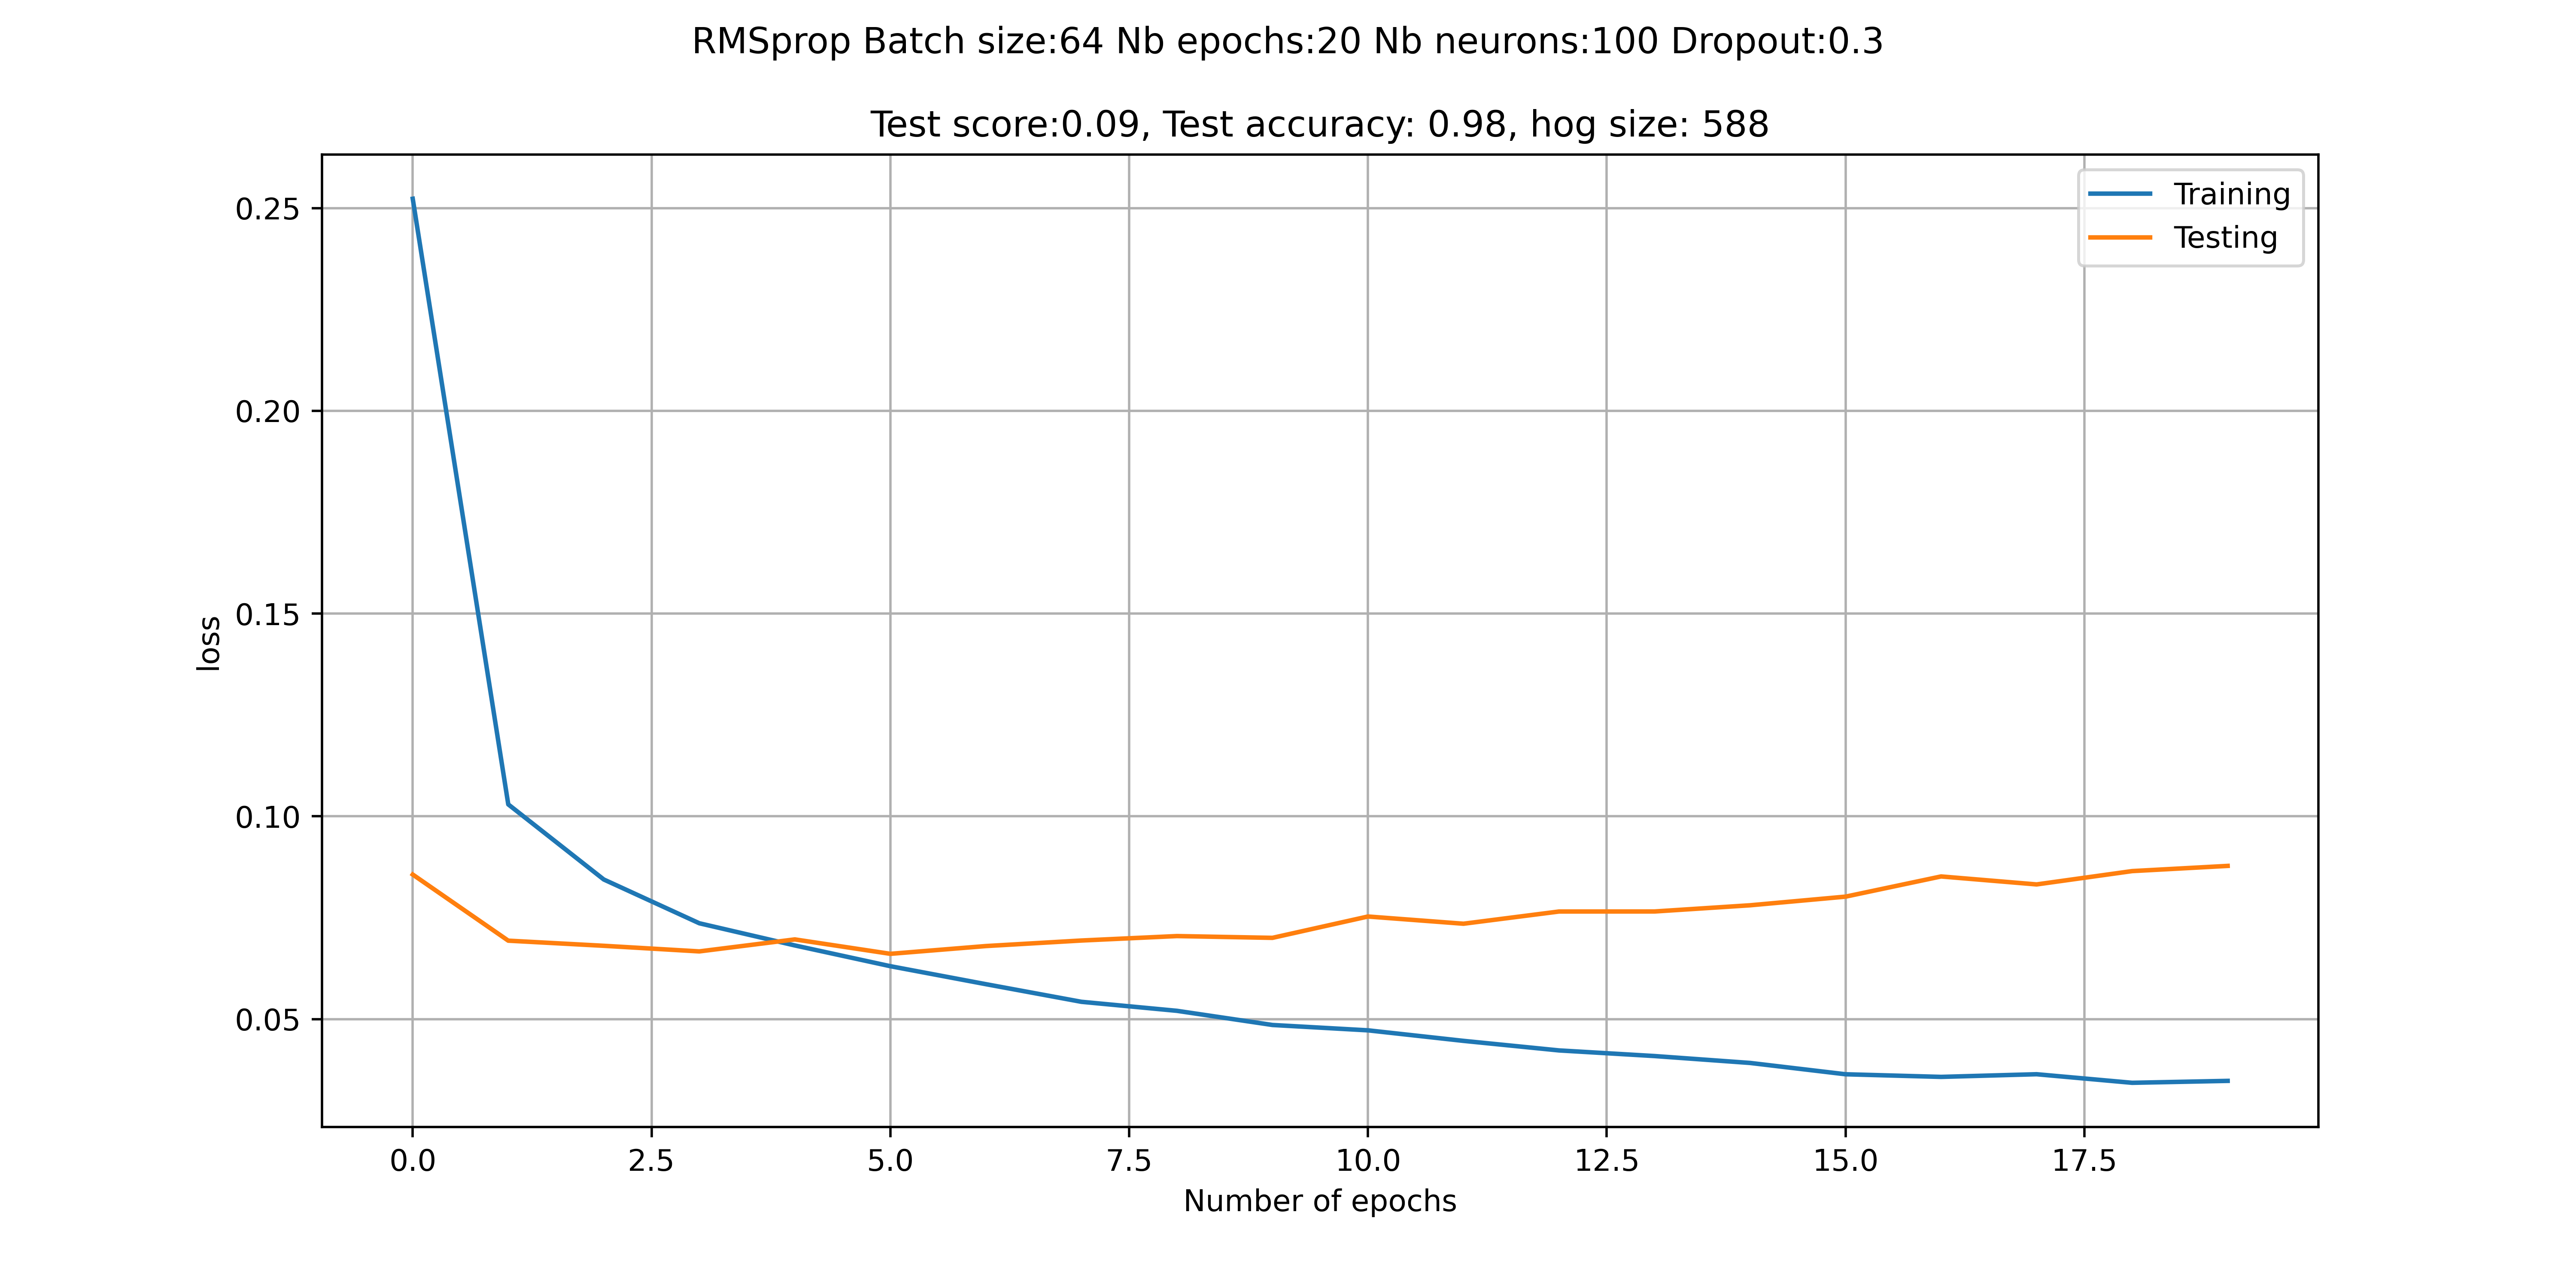 RMSprop Batch size:64 Nb epochs:20 Nb neurons:100 Dropout:0.3
Test score:0.09, Test accuracy: 0.98, hog size: 588
Training
Testing
0.25
0.20
0.15
0.10
0.05
loss
0.0 2.5 5.0 7.5 10.0 12.5 15.0 17.5
Number of epochs